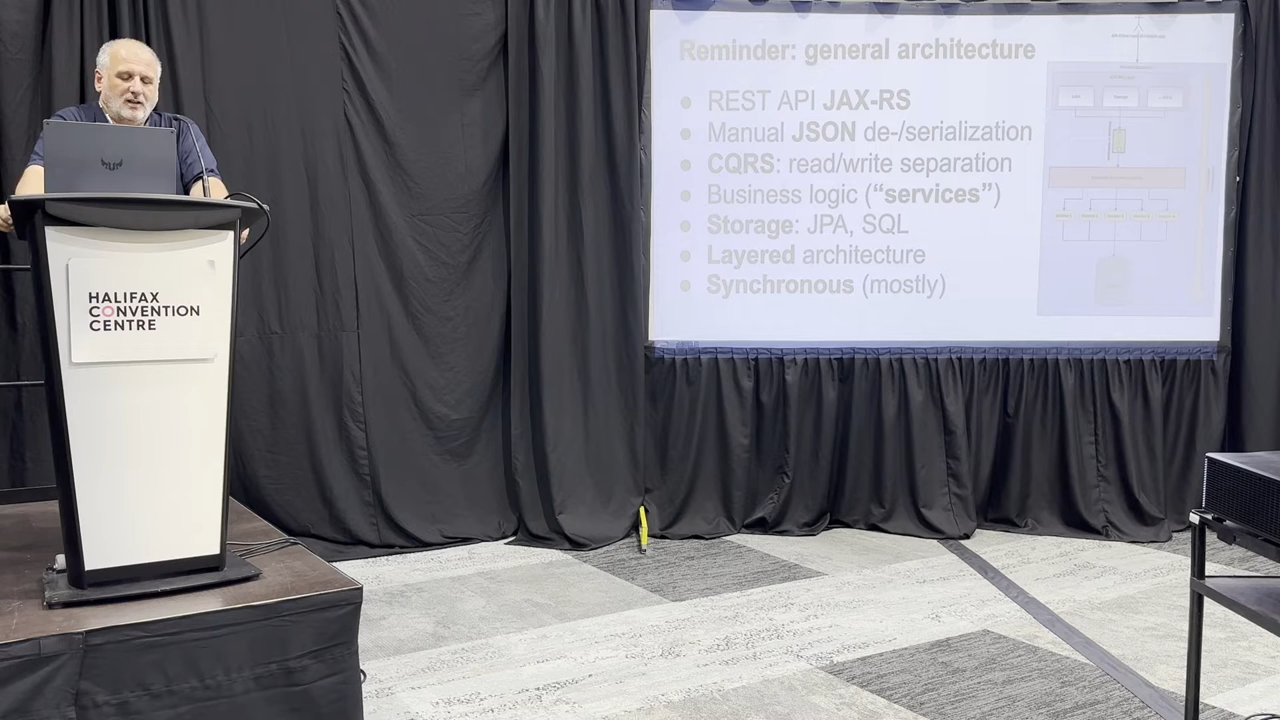 Reminder: general architecture
● REST API JAX-RS
● Manual JSON de-/serialization
● CQRS: read/write separation
● Business logic (“services”)
● Storage: JPA, SQL
● Layered architecture
● Synchronous (mostly)
HALIFAX
CONVENTION
CENTRE